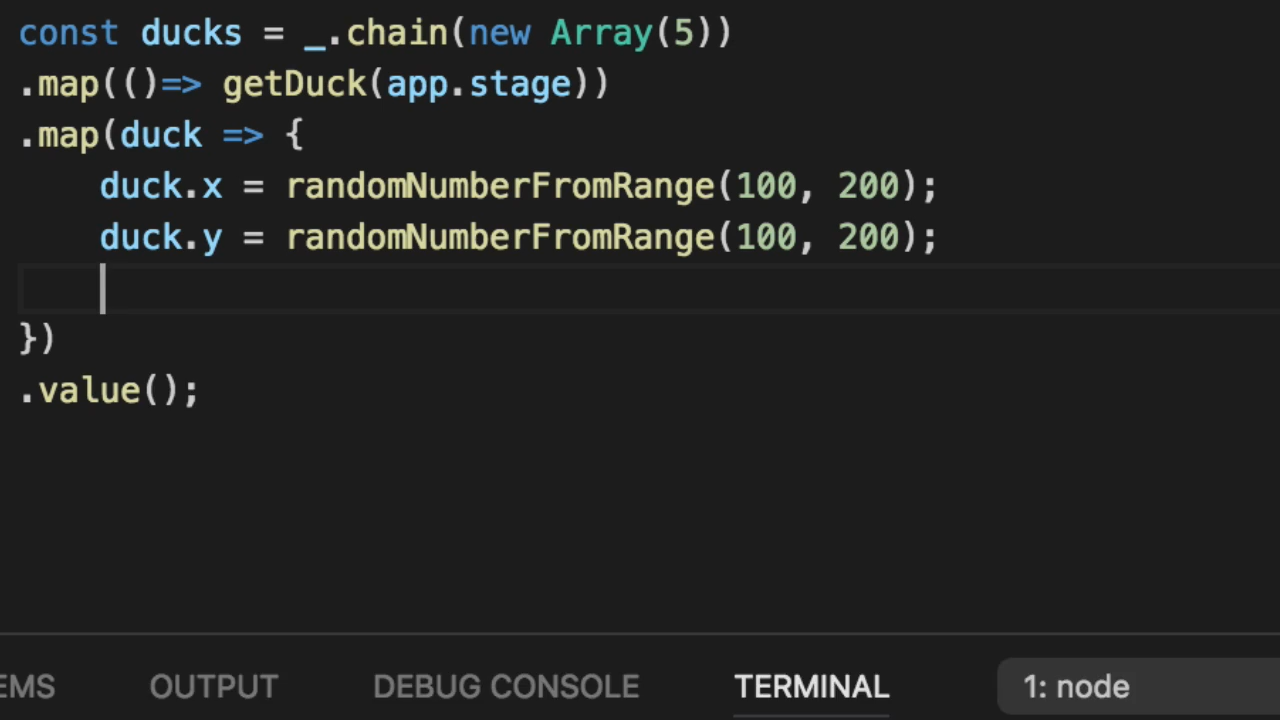 const ducks = _.chain(new Array(5))
.map(()=> getDuck(app.stage))
.map(duck => {
    duck.x = randomNumberFromRange(100, 200);
    duck.y = randomNumberFromRange(100, 200);
})
.value();
EMS OUTPUT DEBUG CONSOLE TERMINAL 1: node